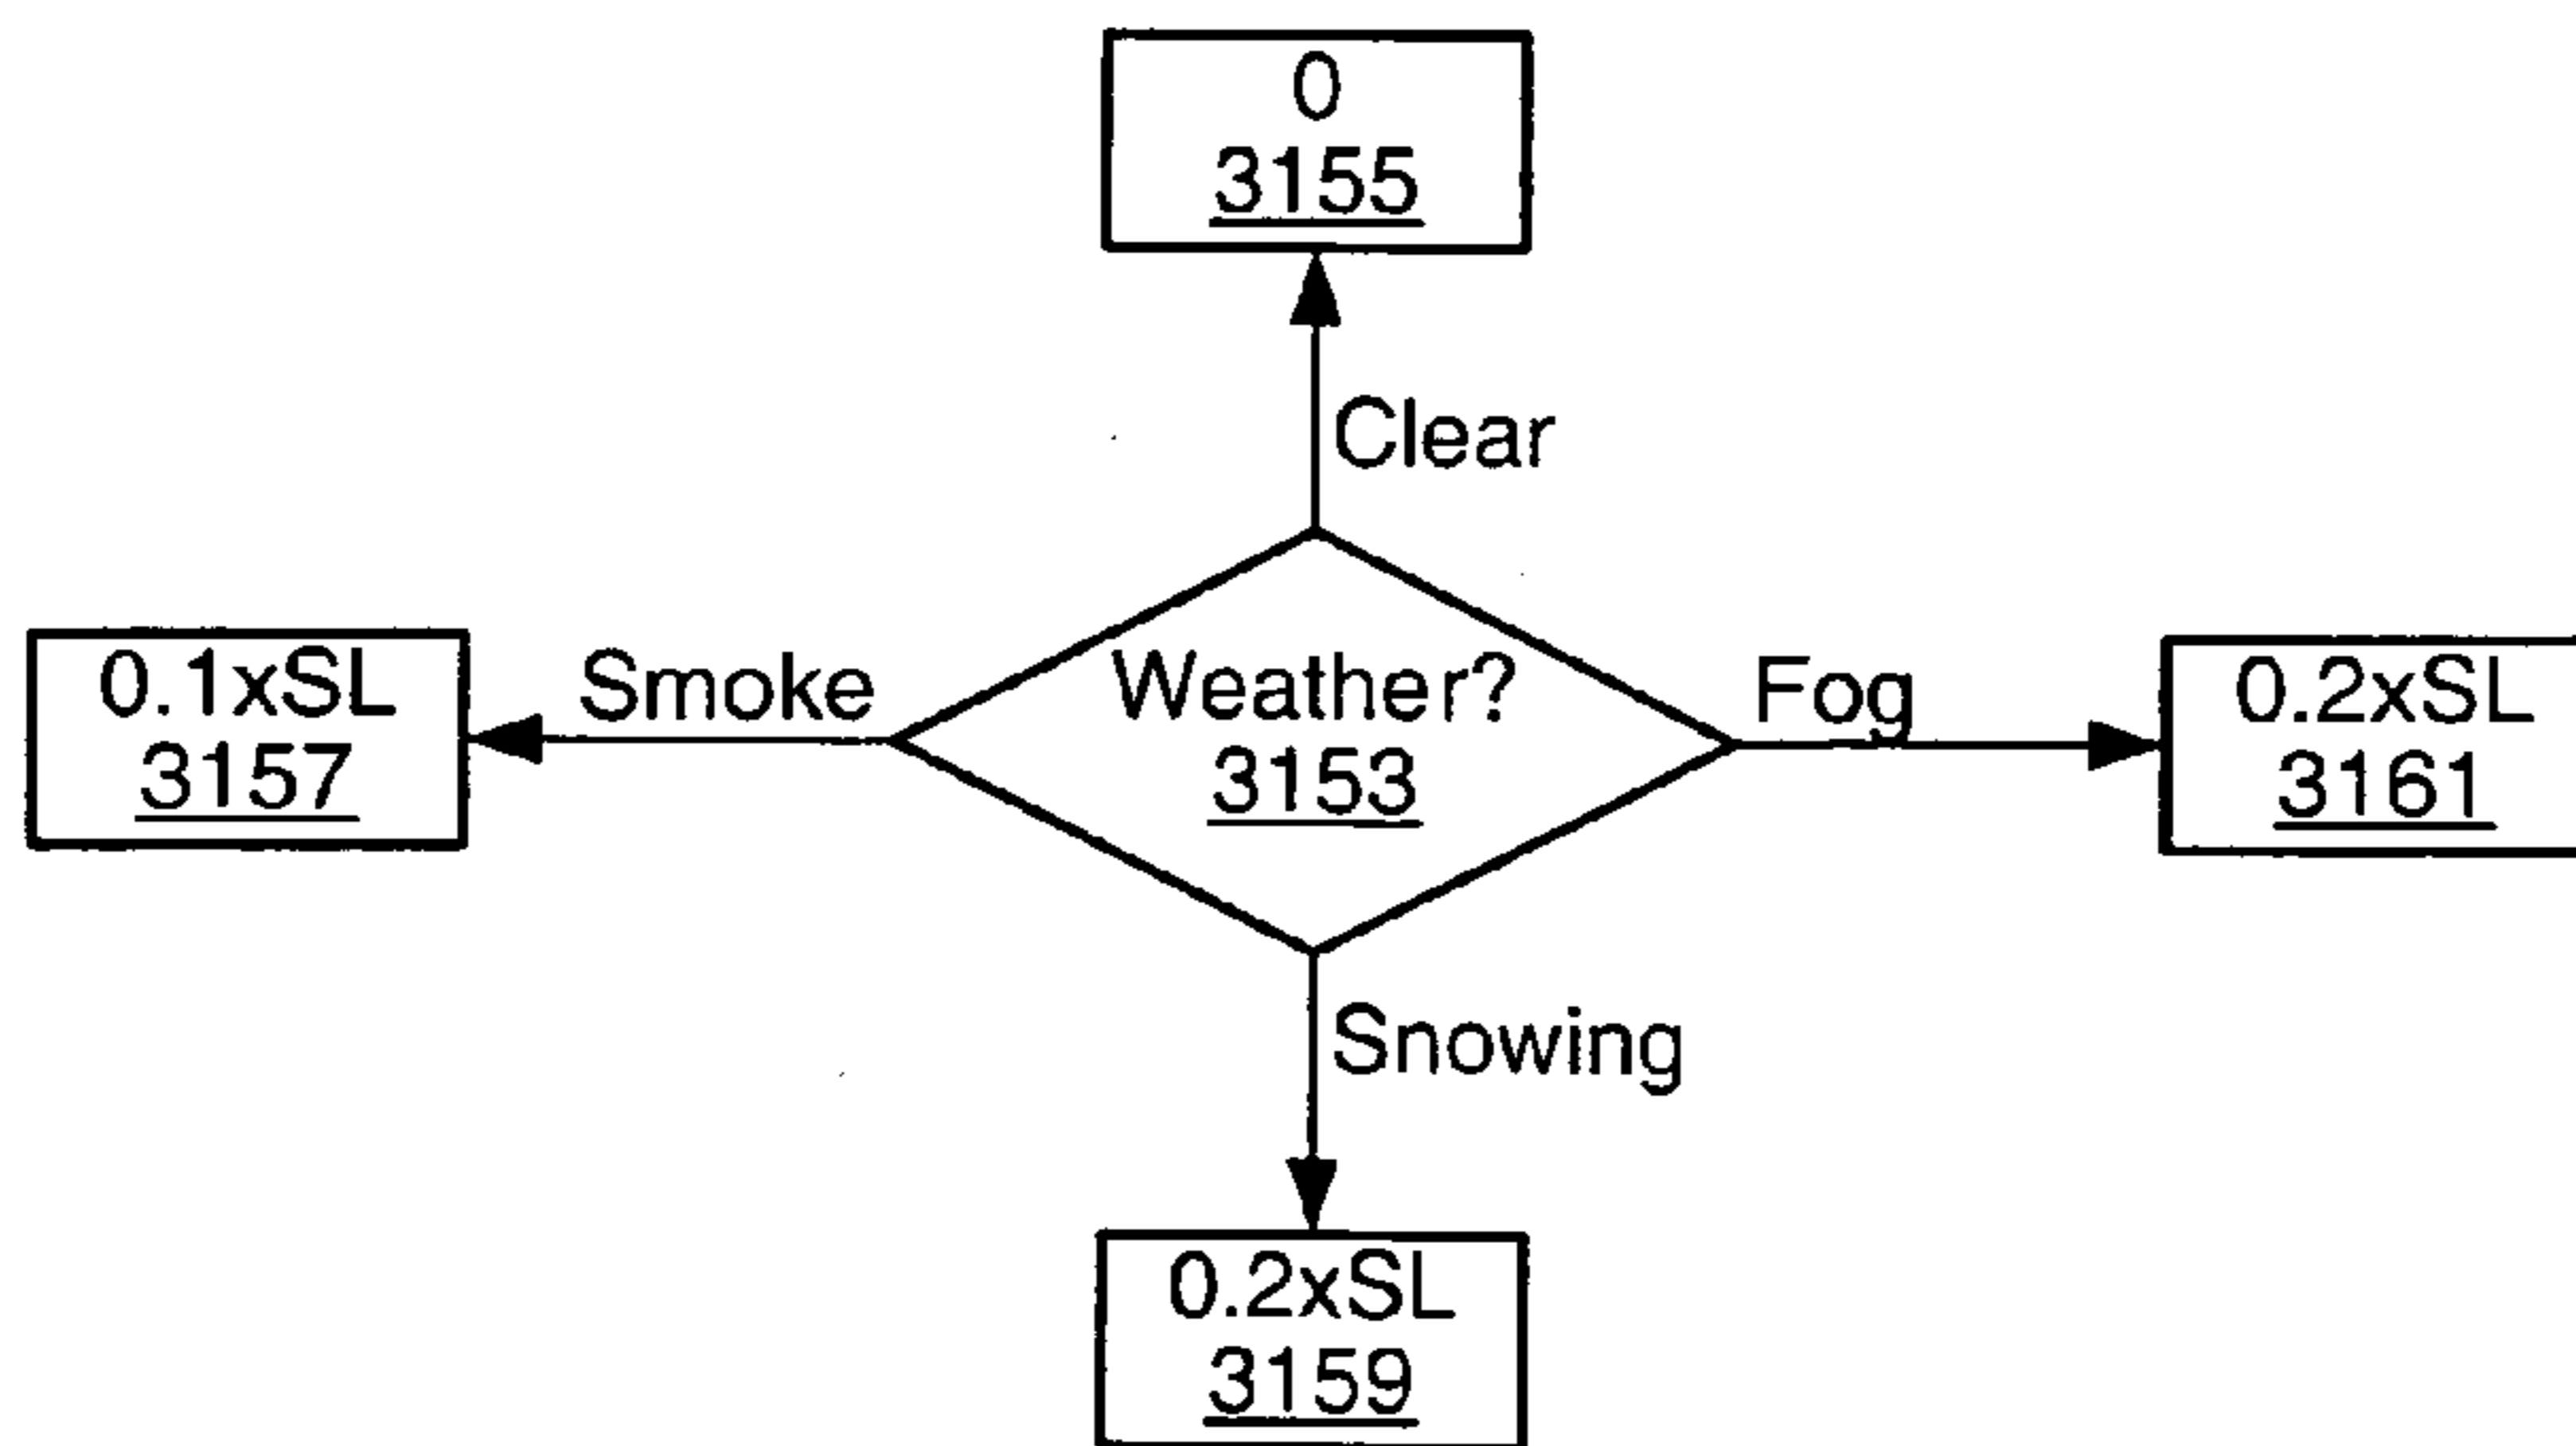 0
3155
Clear
0.1xSL
3157
Smoke
Weather?
3153
Fog
0.2xSL
3161
Snowing
0.2xSL
3159